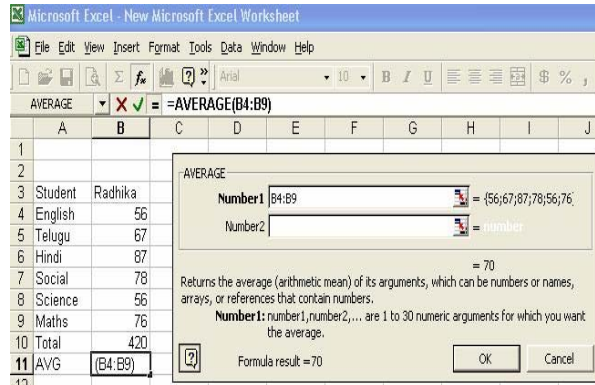 Microsoft Excel - New Microsoft Excel Worksheet
File Edit View Insert Format Tools Data Window Help
Σ fx ? » Arial 10 B I U $ % ,
AVERAGE X √ = =AVERAGE(B4:B9)
A B C D E F G H I J
1
2
3 Student Radhika
4 English 56
5 Telugu 67
6 Hindi 87
7 Social 78
8 Science 56
9 Maths 76
10 Total 420
11 AVG (B4:B9)
12
AVERAGE
Number1 B4:B9 = {56;67;87;78;56;76}
Number2 = number
= 70
Returns the average (arithmetic mean) of its arguments, which can be numbers or names,
arrays, or references that contain numbers.
Number1: number1,number2,... are 1 to 30 numeric arguments for which you want
the average.
? Formula result =70 OK Cancel